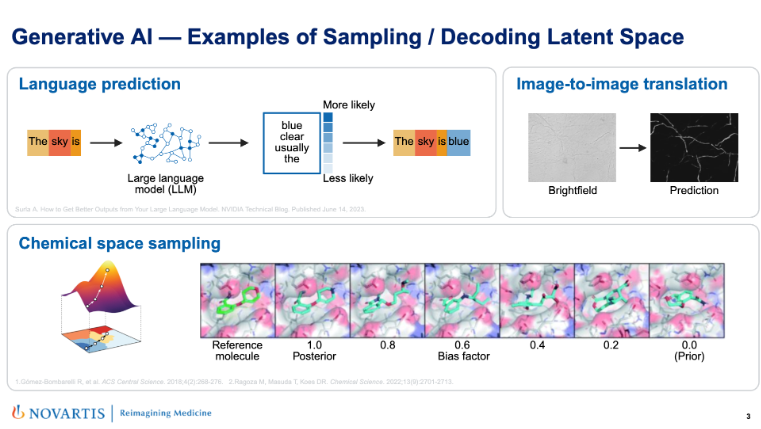 Generative AI — Examples of Sampling / Decoding Latent Space
Language prediction
The sky is
Large language
model (LLM)
More likely
blue
clear
usually
the
Less likely
The sky is blue
Buriz A. How to Get Better Outputs from Your Large Language Model. NVIDIA Technical Blog. Published June 14, 2023.
Image-to-image translation
Brightfield
Prediction
Chemical space sampling
Reference
molecule
1.0
Posterior
0.8
0.6
Bias factor
0.4
0.2
0.0
(Prior)
1.Gómez-Bombarelli R, et al. ACS Central Science. 2018;4(2):268-276. 2.Ragoza M, Masuda T, Koes DR. Chemical Science. 2022;13(9):2701-2713.
NOVARTIS
Reimagining Medicine
3